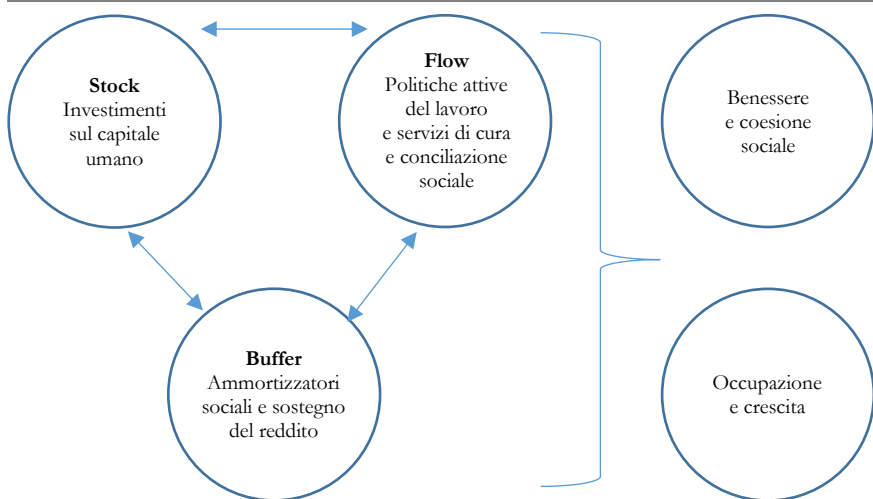 Stock
Investimenti
sul capitale
umano
Flow
Politiche attive
del lavoro
e servizi di cura
e conciliazione
sociale
Benessere
e coesione
sociale
Buffer
Ammortizzatori
sociali e sostegno
del reddito
Occupazione
e crescita